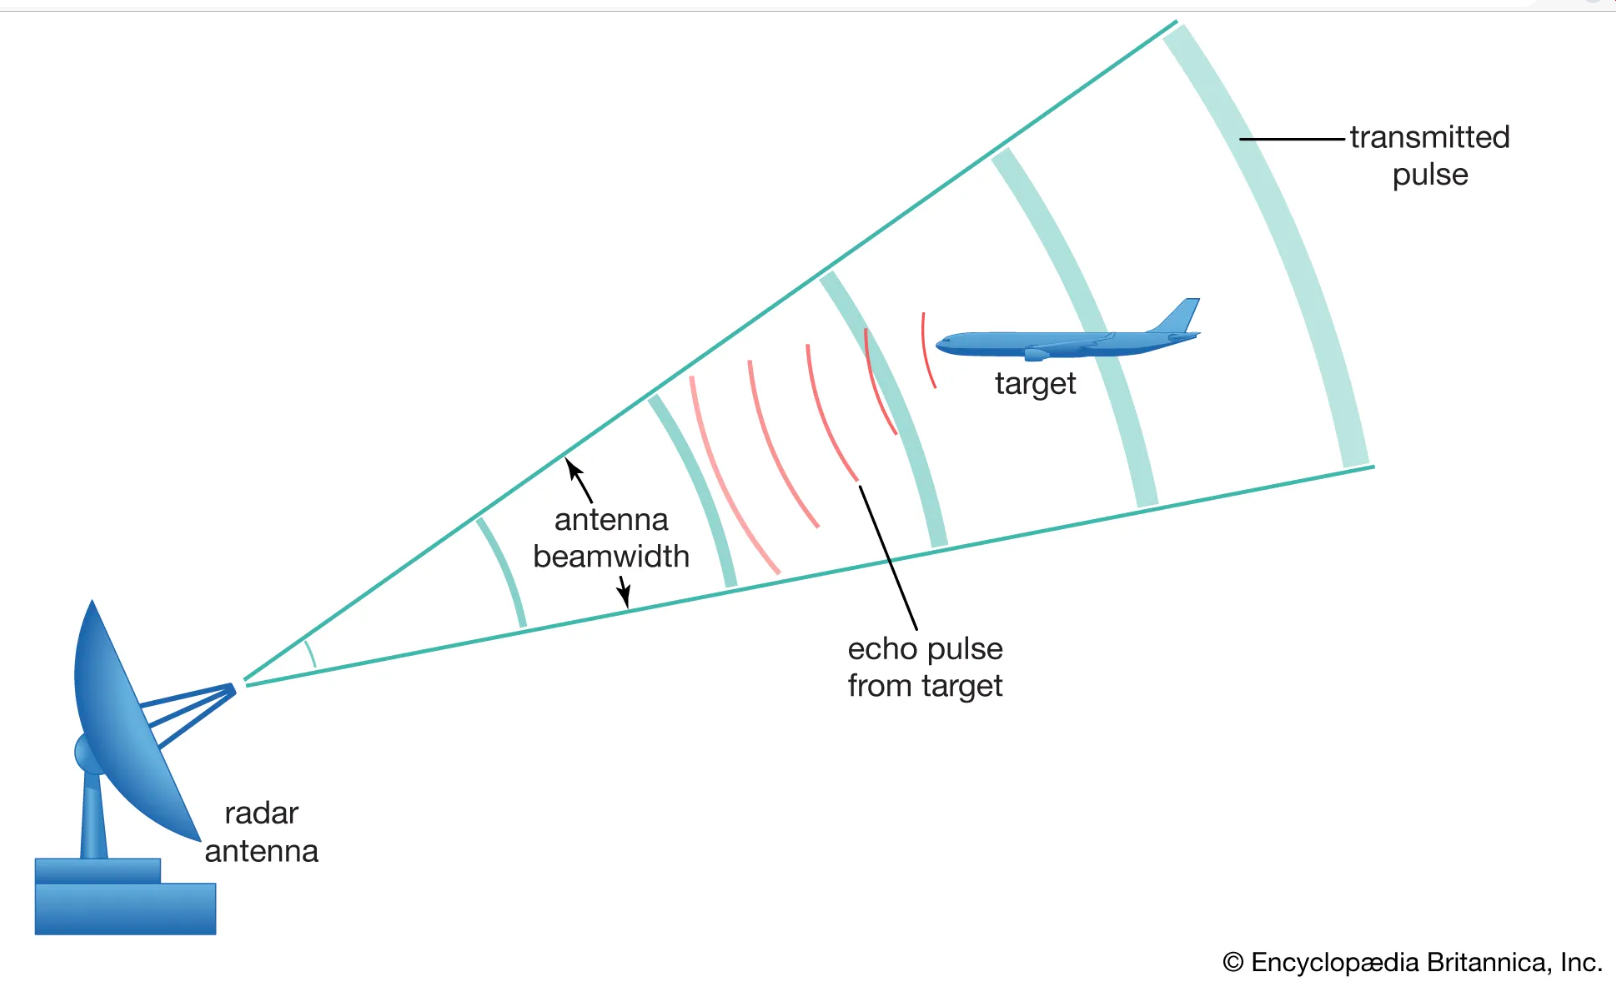 transmitted
pulse
target
antenna
beamwidth
echo pulse
from target
radar
antenna
© Encyclopædia Britannica, Inc.